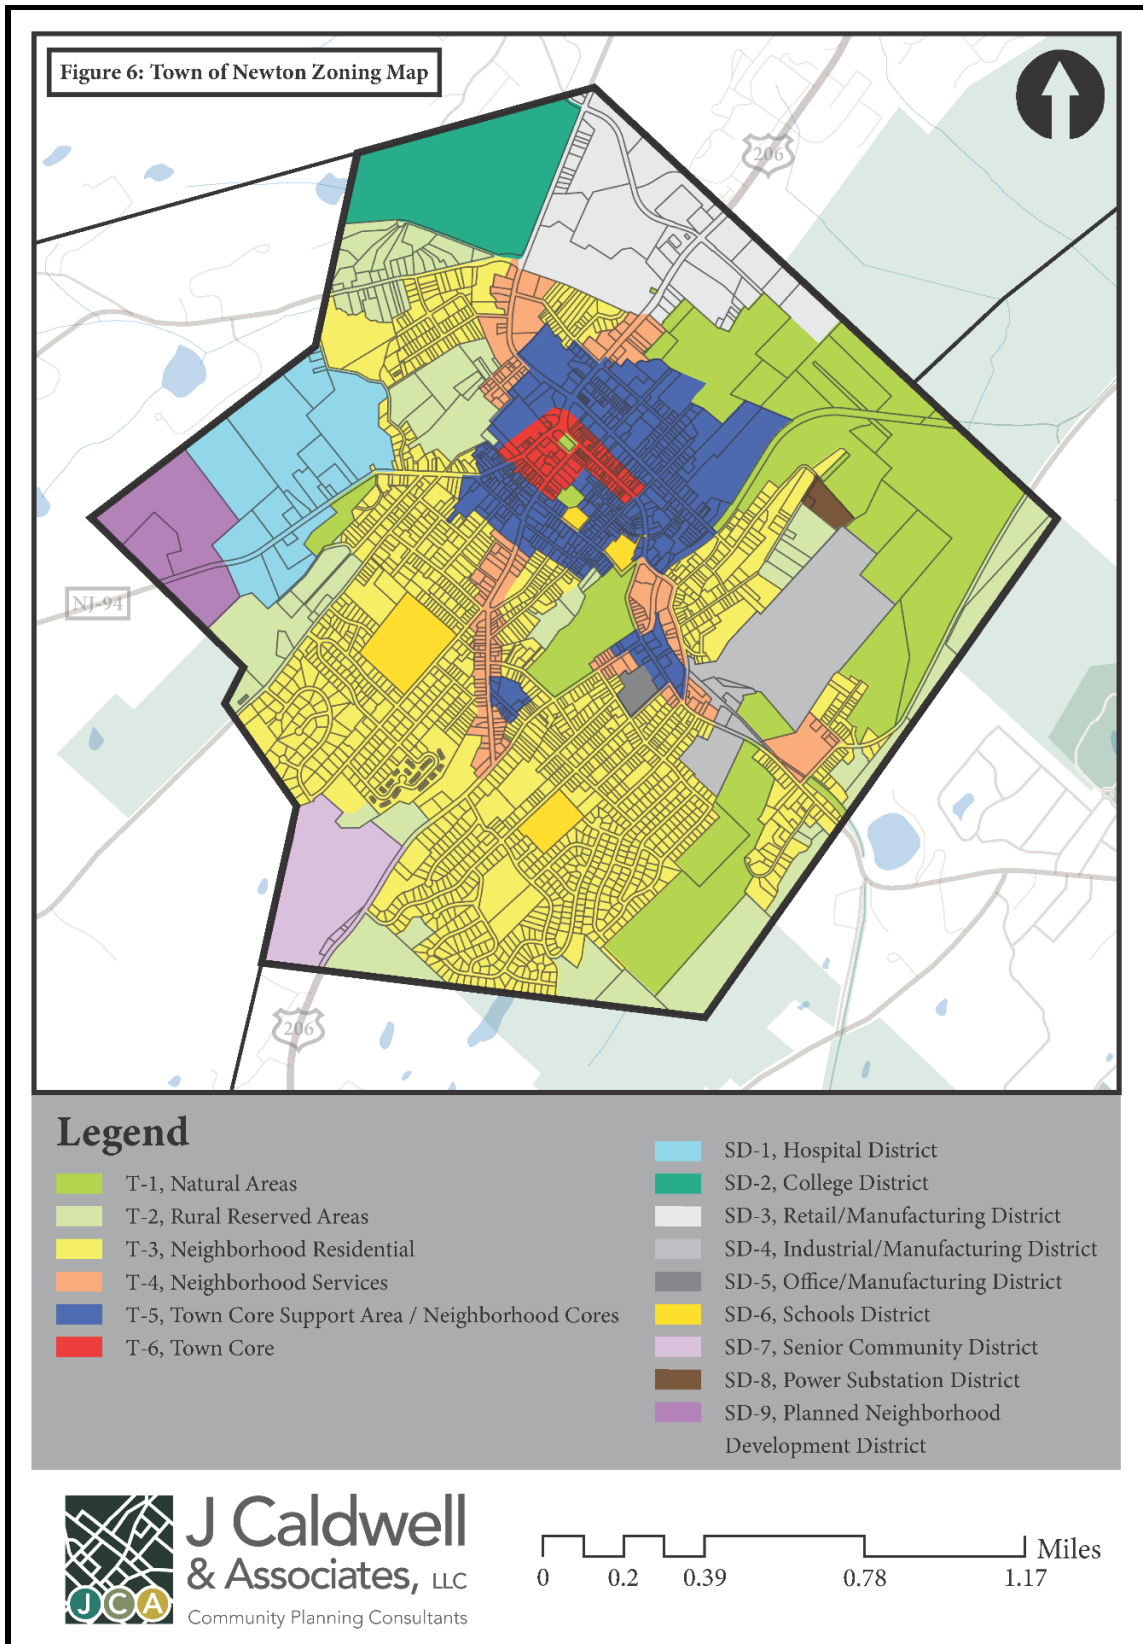 Figure 6: Town of Newton Zoning Map
206
NJ-94
206
Legend
T-1, Natural Areas
T-2, Rural Reserved Areas
T-3, Neighborhood Residential
T-4, Neighborhood Services
T-5, Town Core Support Area / Neighborhood Cores
T-6, Town Core
SD-1, Hospital District
SD-2, College District
SD-3, Retail/Manufacturing District
SD-4, Industrial/Manufacturing District
SD-5, Office/Manufacturing District
SD-6, Schools District
SD-7, Senior Community District
SD-8, Power Substation District
SD-9, Planned Neighborhood
Development District
J Caldwell
& Associates, LLC
JCA
Community Planning Consultants
Miles
0 0.2 0.39 0.78 1.17